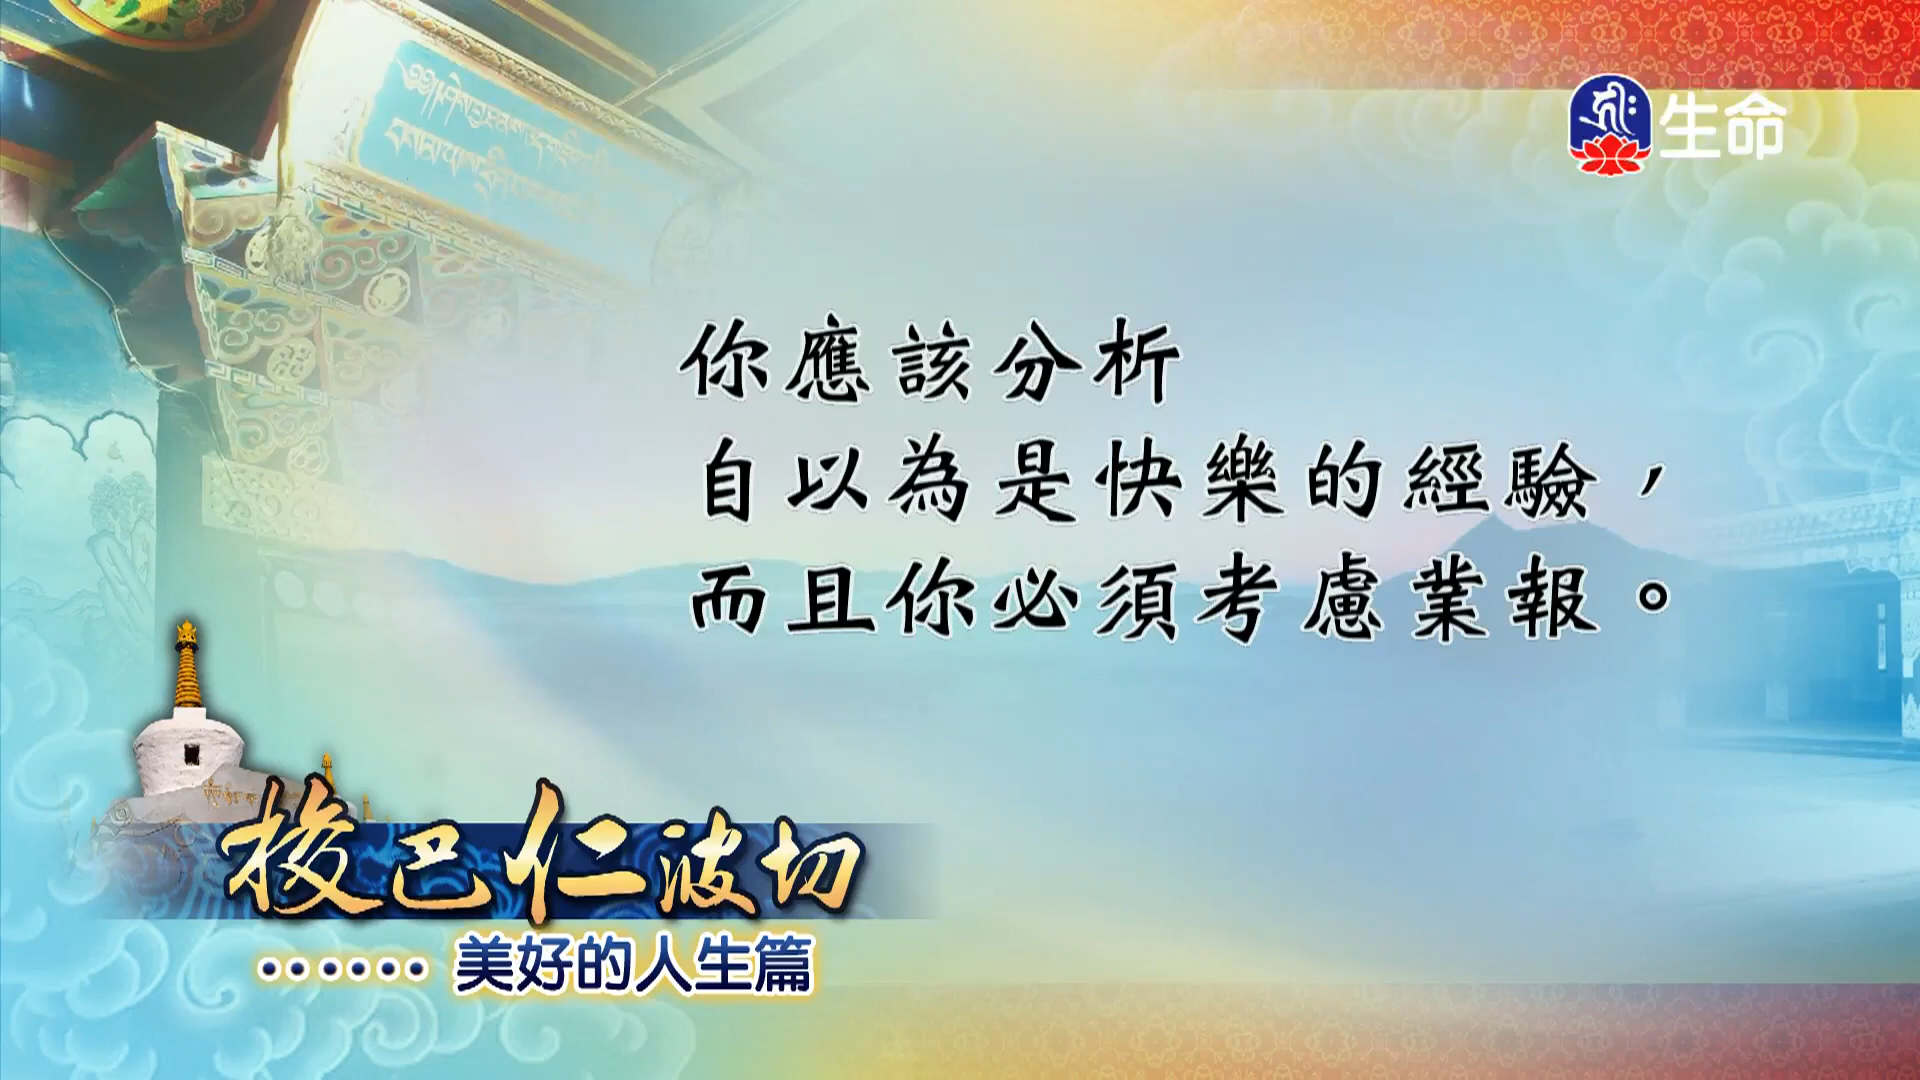 生命
你應該分析
自以為是快樂的經驗，
而且你必須考慮業報。
梭巴仁波切
……美好的人生篇